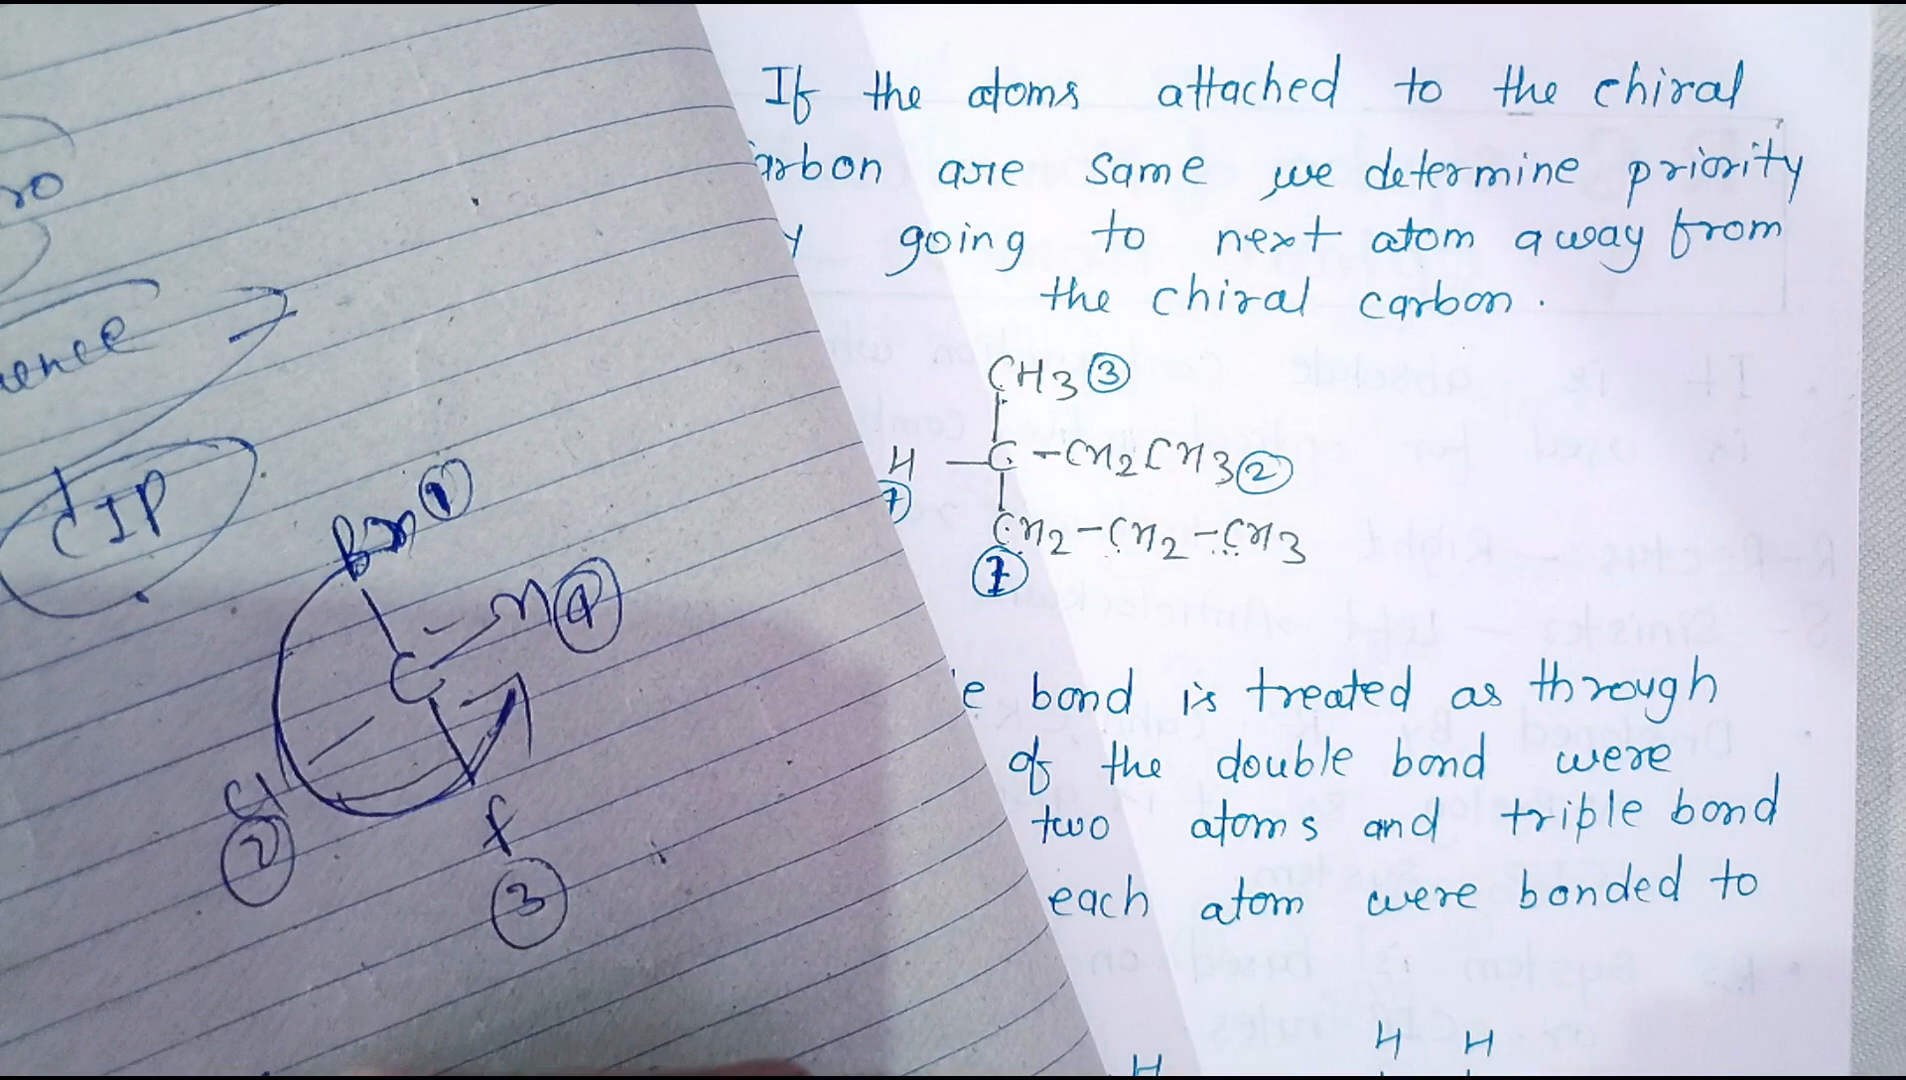 ro
CIP
Br ①
C
H ④
Cl
②
F
③
If the atoms attached to the chiral
arbon are same we determine priority
y going to next atom away from
the chiral carbon.
CH3 ③
H — C — CH2CH3 ②
CH2 — CH2 — CH3
①
e bond is treated as through
of the double bond were
two atoms and triple bond
each atom were bonded to
H H
H